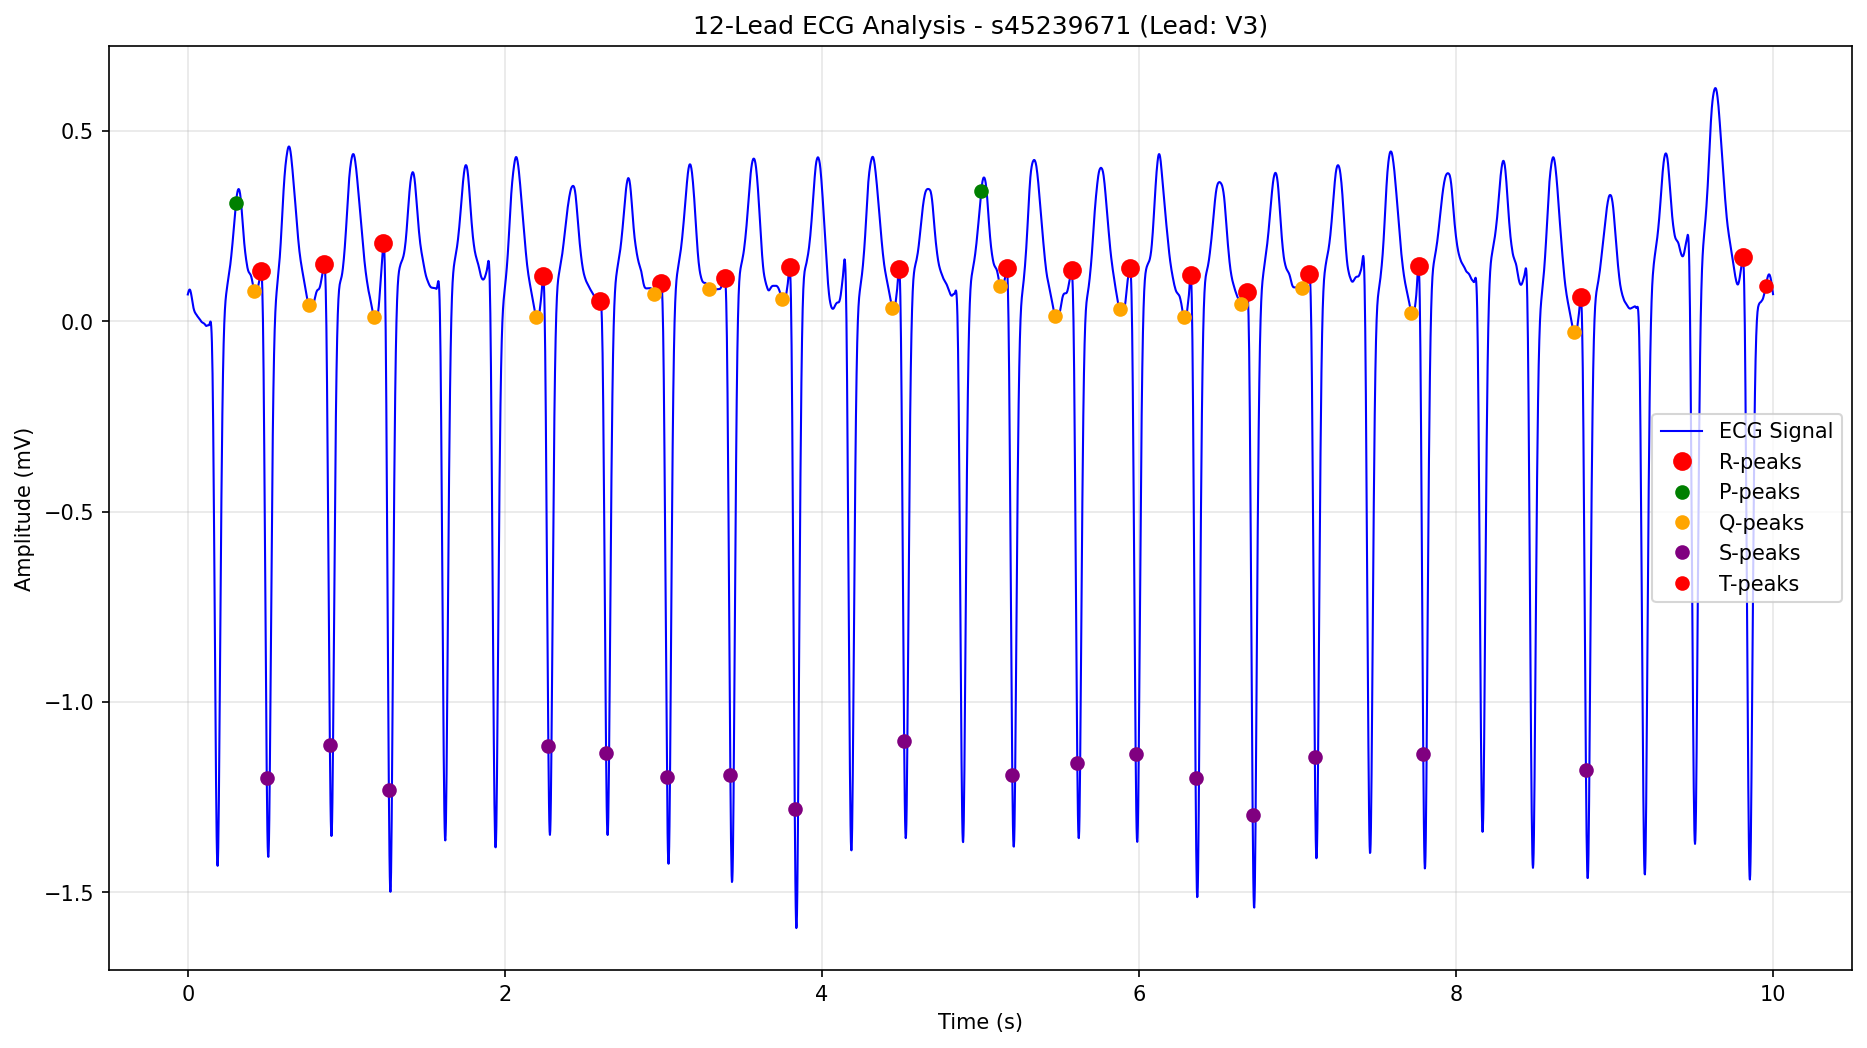 12-Lead ECG Analysis - s45239671 (Lead: V3)
Amplitude (mV)
0.5
0.0
−0.5
−1.0
−1.5
ECG Signal
R-peaks
P-peaks
Q-peaks
S-peaks
T-peaks
0 2 4 6 8 10
Time (s)